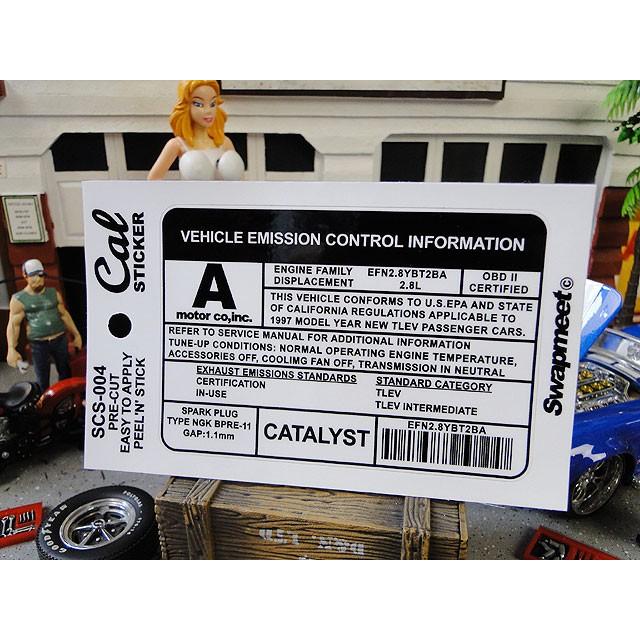 Cal
STICKER
SCS-004
PRE-CUT
EASY TO APPLY
PEEL N' STICK
VEHICLE EMISSION CONTROL INFORMATION
A
motor co,inc.
ENGINE FAMILY EFN2.8YBT2BA
DISPLACEMENT 2.8L
OBD II
CERTIFIED
THIS VEHICLE CONFORMS TO U.S.EPA AND STATE
OF CALIFORNIA REGULATIONS APPLICABLE TO
1997 MODEL YEAR NEW TLEV PASSENGER CARS.
REFER TO SERVICE MANUAL FOR ADDITIONAL INFORMATION
TUNE-UP CONDITIONS: NORMAL OPERATING ENGINE TEMPERATURE,
ACCESSORIES OFF, COOLIMG FAN OFF, TRANSMISSION IN NEUTRAL
EXHAUST EMISSIONS STANDARDS STANDARD CATEGORY
CERTIFICATION TLEV
IN-USE TLEV INTERMEDIATE
SPARK PLUG
TYPE NGK BPRE-11
GAP:1.1mm
CATALYST
EFN2.8YBT2BA
Swapmeet©
GOODYEAR